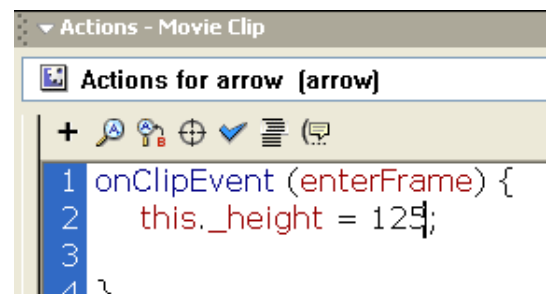 Actions - Movie Clip
Actions for arrow (arrow)
1 onClipEvent (enterFrame) {
2 this._height = 125;
3
4 }